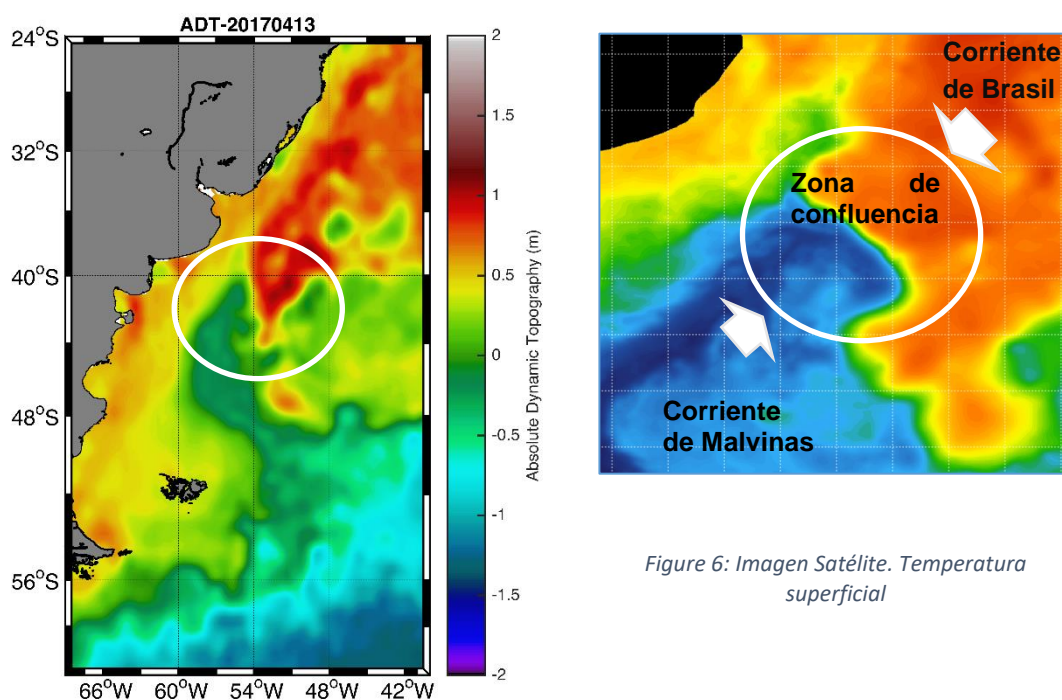 ADT-20170413
24°S
32°S
40°S
48°S
56°S
66°W 60°W 54°W 48°W 42°W
2
1.5
1
0.5
0
-0.5
-1
-1.5
-2
Absolute Dynamic Topography (m)
Corriente
de Brasil
Zona de
confluencia
Corriente
de Malvinas
Figure 6: Imagen Satélite. Temperatura
superficial